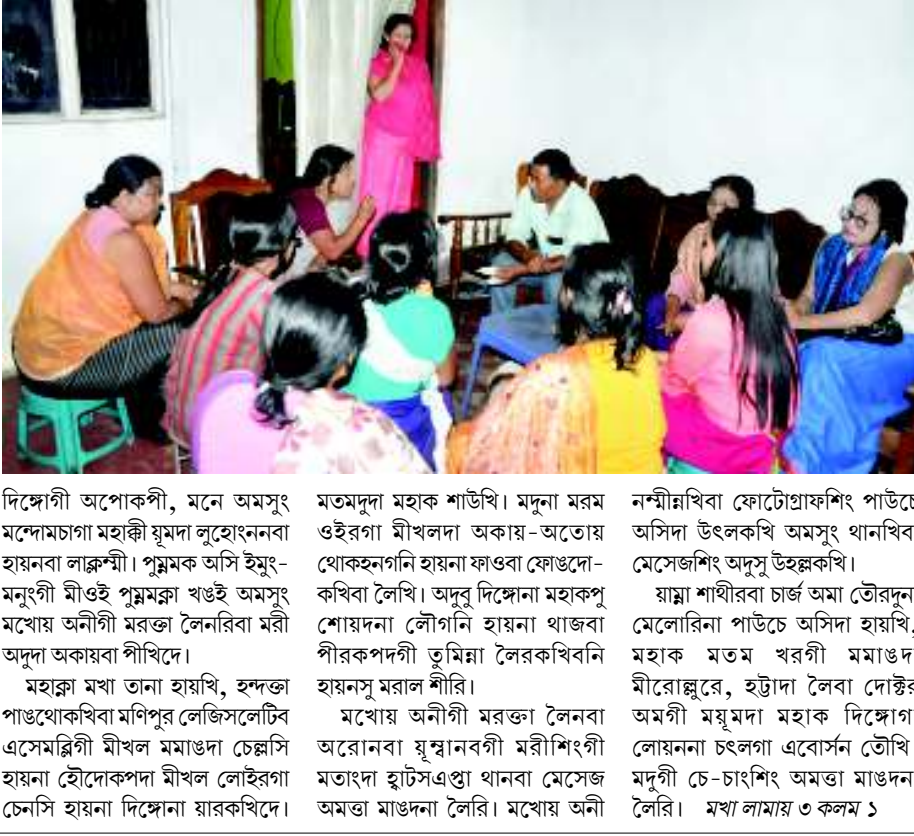 দিঙ্গোগী অপোকপী, মনে অমসুং
মন্দোমচাগা মহাক্কী য়ূমদা লুহোংননবা
হায়নবা লাক্লম্মী। পুম্নমক অসি ইমুং-
মনুংগী মীওই পুম্নমক্না খঙই অমসুং
মখোয় অনীগী মরক্তা লৈনরিবা মরী
অদুদা অকায়বা পীখিদে।
মহাক্না মখা তানা হায়খি, হন্দক্তা
পাঙথোকখিবা মণিপুর লেজিসলেটিব
এসেমব্লিগী মীখল মমাঙদা চেল্লসি
হায়না হৌদোকপদা মীখল লোইরগা
চেনসি হায়না দিঙ্গোনা য়ারকখিদে।
মতমদুদা মহাক শাউখি। মদুনা মরম
ওইরগা মীখলদা অকায়-অতোয়
থোকহনগনি হায়না ফাওবা ফোঙদো-
কখিবা লৈখি। অদুবু দিঙ্গোনা মহাকপু
শোয়দনা লৌগনি হায়না থাজবা
পীরকপদগী তুমিন্না লৈরকখিবনি
হায়নসু মরাল শীরি।
মখোয় অনীগী মরক্তা লৈনবা
অরোনবা য়ুম্বানবগী মরীশিংগী
মতাংদা হ্বাটসএপ্তা থানবা মেসেজ
অমত্তা মাঙদনা লৈরি। মখোয় অনী
নম্মীন্নখিবা ফোটোগ্রাফশিং পাউচে
অসিদা উৎলকখি অমসুং থানখিবা
মেসেজশিং অদুসু উহল্লকখি।
য়াম্না শাথীরবা চার্জ অমা তৌরদুনা
মেলোরিনা পাউচে অসিদা হায়খি,
মহাক মতম খরগী মমাঙদা
মীরোল্লুরে, হট্টাদা লৈবা দোক্টর
অমগী ময়ূমদা মহাক দিঙ্গোগা
লোয়ননা চৎলগা এবোর্সন তৌখি।
মদুগী চে-চাংশিং অমত্তা মাঙদনা
লৈরি। মখা লামায় ৩ কলম ১